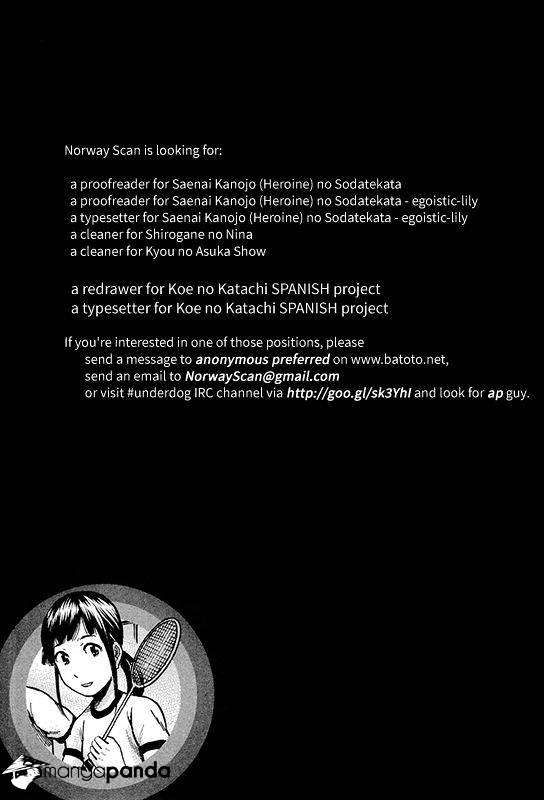 Norway Scan is looking for:
a proofreader for Saenai Kanojo (Heroine) no Sodatekata
a proofreader for Saenai Kanojo (Heroine) no Sodatekata - egoistic-lily
a typesetter for Saenai Kanojo (Heroine) no Sodatekata - egoistic-lily
a cleaner for Shirogane no Nina
a cleaner for Kyou no Asuka Show
a redrawer for Koe no Katachi SPANISH project
a typesetter for Koe no Katachi SPANISH project
If you're interested in one of those positions, please
send a message to anonymous preferred on www.batoto.net,
send an email to NorwayScan@gmail.com
or visit #underdog IRC channel via http://goo.gl/sk3YhI and look for ap guy.
mangapanda